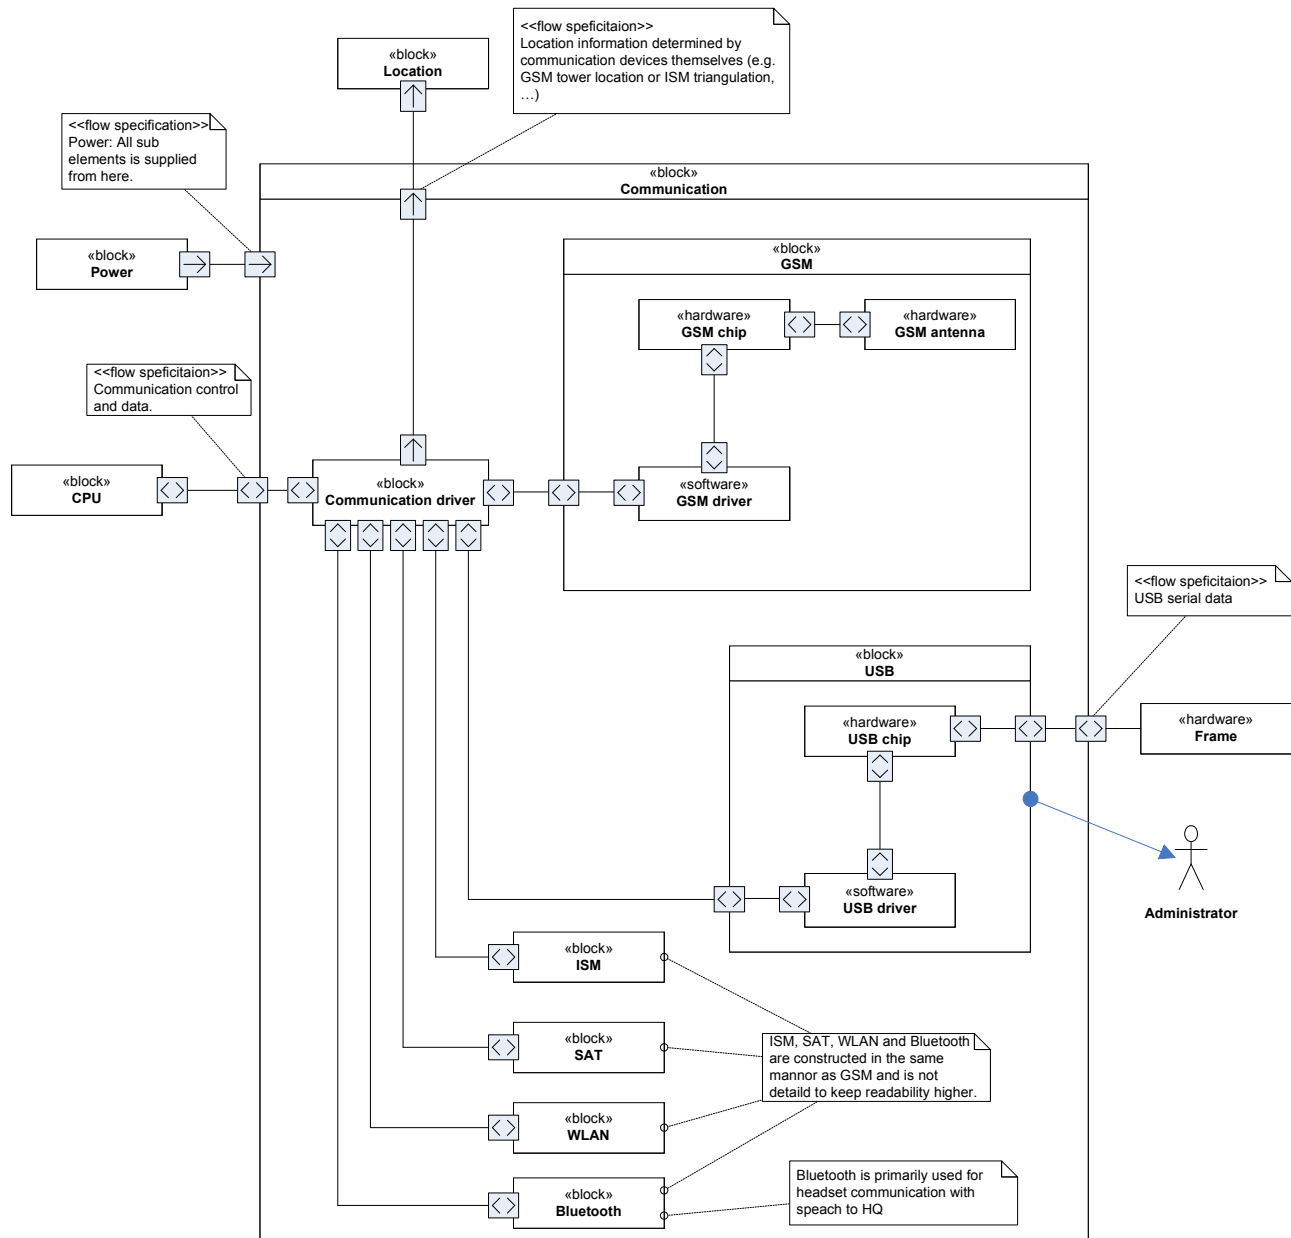 <<flow speficitaion>>
Location information determined by
communication devices themselves (e.g.
GSM tower location or ISM triangulation,
…)
«block»
Location
<<flow specification>>
Power: All sub
elements is supplied
from here.
«block»
Communication
«block»
Power
«block»
GSM
«hardware»
GSM chip
«hardware»
GSM antenna
<<flow speficitaion>>
Communication control
and data.
«block»
CPU
«block»
Communication driver
«software»
GSM driver
<<flow speficitaion>>
USB serial data
«block»
USB
«hardware»
USB chip
«hardware»
Frame
«software»
USB driver
Administrator
«block»
ISM
«block»
SAT
ISM, SAT, WLAN and Bluetooth
are constructed in the same
mannor as GSM and is not
detaild to keep readability higher.
«block»
WLAN
«block»
Bluetooth
Bluetooth is primarily used for
headset communication with
speach to HQ